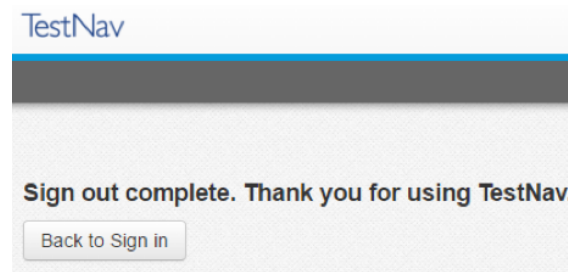 TestNav
Sign out complete. Thank you for using TestNav
Back to Sign in